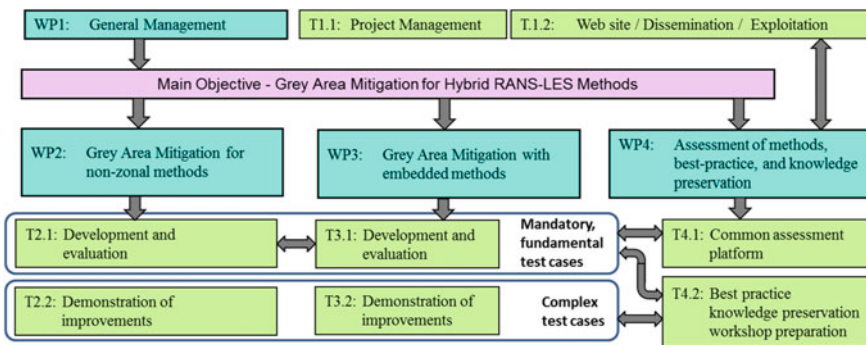 WP1: General Management
T1.1: Project Management
T.1.2: Web site / Dissemination / Exploitation
Main Objective - Grey Area Mitigation for Hybrid RANS-LES Methods
WP2: Grey Area Mitigation for
non-zonal methods
WP3: Grey Area Mitigation with
embedded methods
WP4: Assessment of methods,
best-practice, and knowledge
preservation
T2.1: Development and
evaluation
T3.1: Development and
evaluation
Mandatory,
fundamental
test cases
T4.1: Common assessment
platform
T2.2: Demonstration of
improvements
T3.2: Demonstration of
improvements
Complex
test cases
T4.2: Best practice
knowledge preservation
workshop preparation